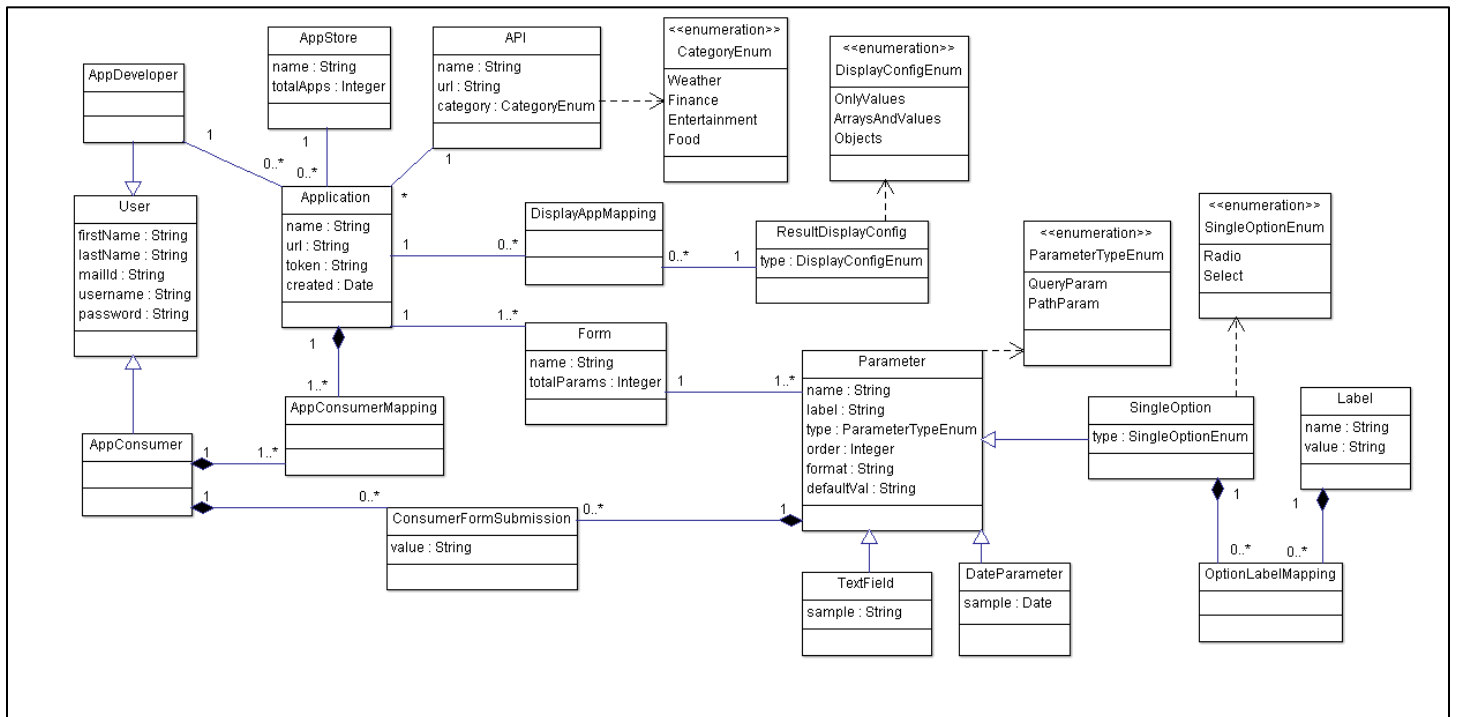 AppStore
name : String
totalApps : Integer
API
name : String
url : String
category : CategoryEnum
<<enumeration>>
CategoryEnum
Weather
Finance
Entertainment
Food
<<enumeration>>
DisplayConfigEnum
OnlyValues
ArraysAndValues
Objects
AppDeveloper
1
0..*
1
0..*
1
*
User
firstName : String
lastName : String
mailId : String
username : String
password : String
Application
name : String
url : String
token : String
created : Date
1
0..*
DisplayAppMapping
0..*
1
ResultDisplayConfig
type : DisplayConfigEnum
<<enumeration>>
ParameterTypeEnum
QueryParam
PathParam
<<enumeration>>
SingleOptionEnum
Radio
Select
1
1..*
Form
name : String
totalParams : Integer
1
1..*
Parameter
name : String
label : String
type : ParameterTypeEnum
order : Integer
format : String
defaultVal : String
SingleOption
type : SingleOptionEnum
Label
name : String
value : String
1
1..*
AppConsumerMapping
AppConsumer
1
1..*
1
0..*
ConsumerFormSubmission
value : String
0..*
1
1
0..*
1
0..*
TextField
sample : String
DateParameter
sample : Date
OptionLabelMapping